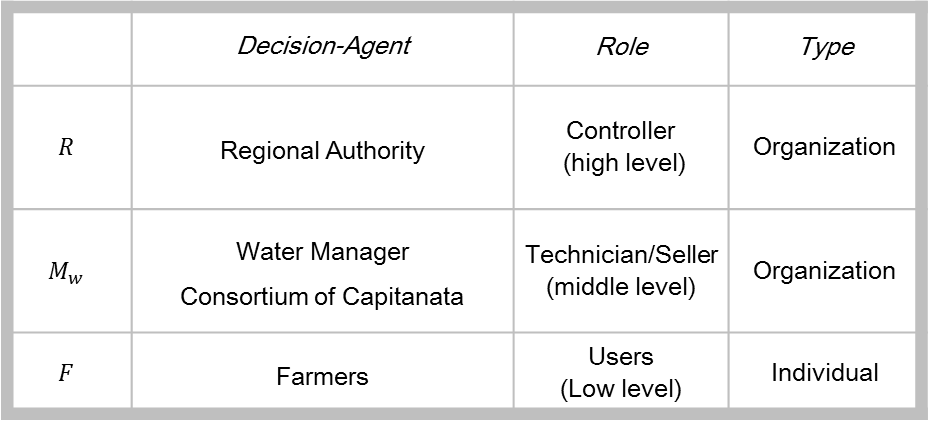 Decision-Agent Role Type
R Regional Authority Controller (high level) Organization
M_w Water Manager Consortium of Capitanata Technician/Seller (middle level) Organization
F Farmers Users (Low level) Individual